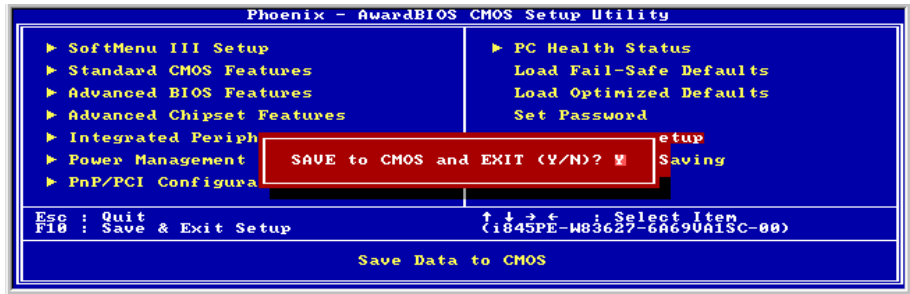 Phoenix - AwardBIOS CMOS Setup Utility
▶ SoftMenu III Setup
▶ Standard CMOS Features
▶ Advanced BIOS Features
▶ Advanced Chipset Features
▶ Integrated Periph
▶ Power Management
▶ PnP/PCI Configura
▶ PC Health Status
Load Fail-Safe Defaults
Load Optimized Defaults
Set Password
etup
Saving
SAVE to CMOS and EXIT (Y/N)? Y
Esc : Quit
F10 : Save & Exit Setup
↑ ↓ → ← : Select Item
(i845PE-W83627-6A69VA1SC-00)
Save Data to CMOS